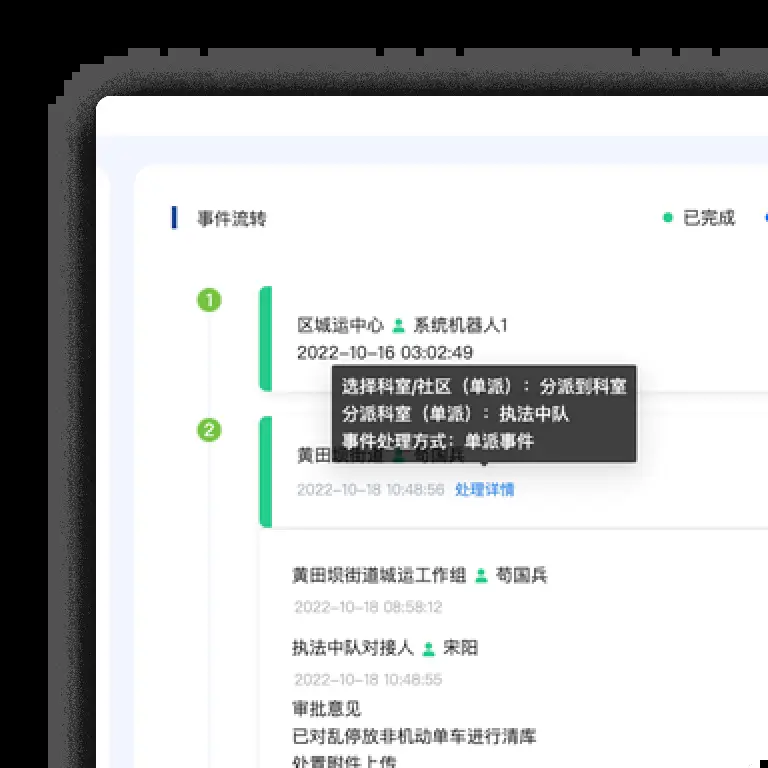 事件流转
已完成
1
区城运中心 系统机器人1
2022-10-16 03:02:49
选择科室/社区（单派）：分派到科室
分派科室（单派）：执法中队
事件处理方式：单派事件
2
黄田坝街道 苟国兵
2022-10-18 10:48:56 处理详情
黄田坝街道城运工作组 苟国兵
2022-10-18 08:58:12
执法中队对接人 宋阳
2022-10-18 10:48:55
审批意见
已对乱停放非机动单车进行清库
处置附件上传